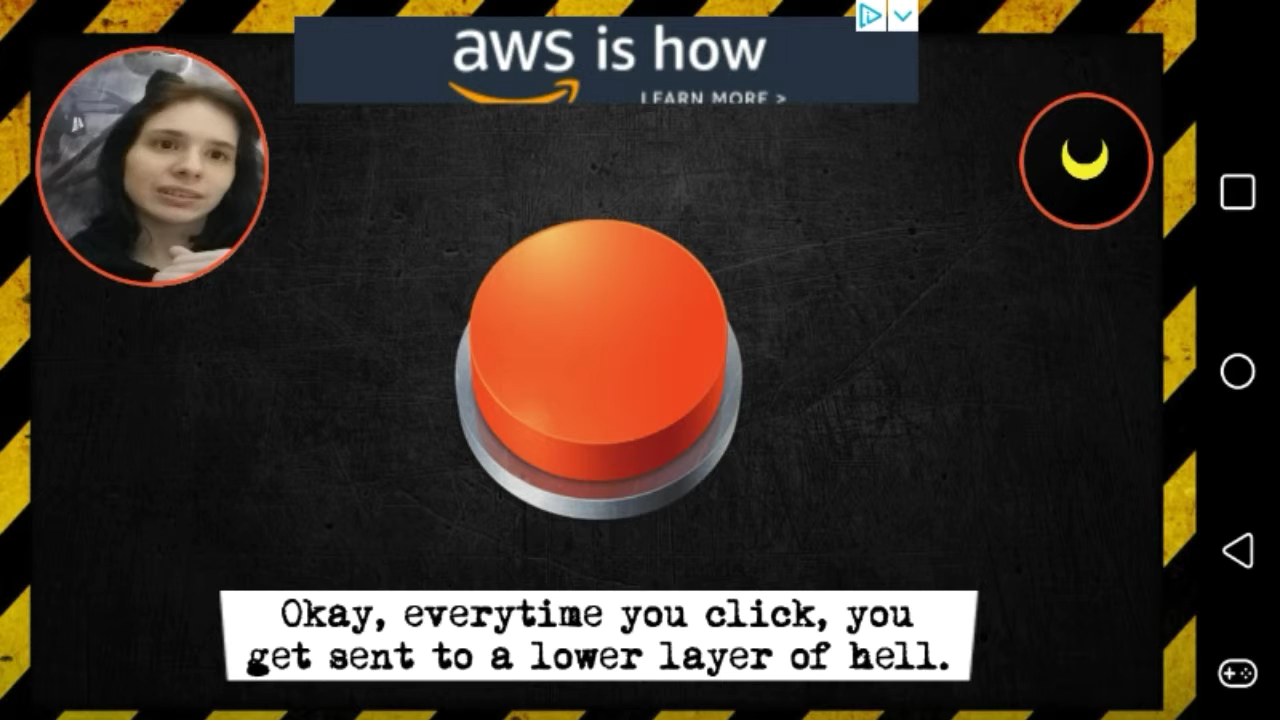 aws is how
LEARN MORE >
Okay, everytime you click, you
get sent to a lower layer of hell.